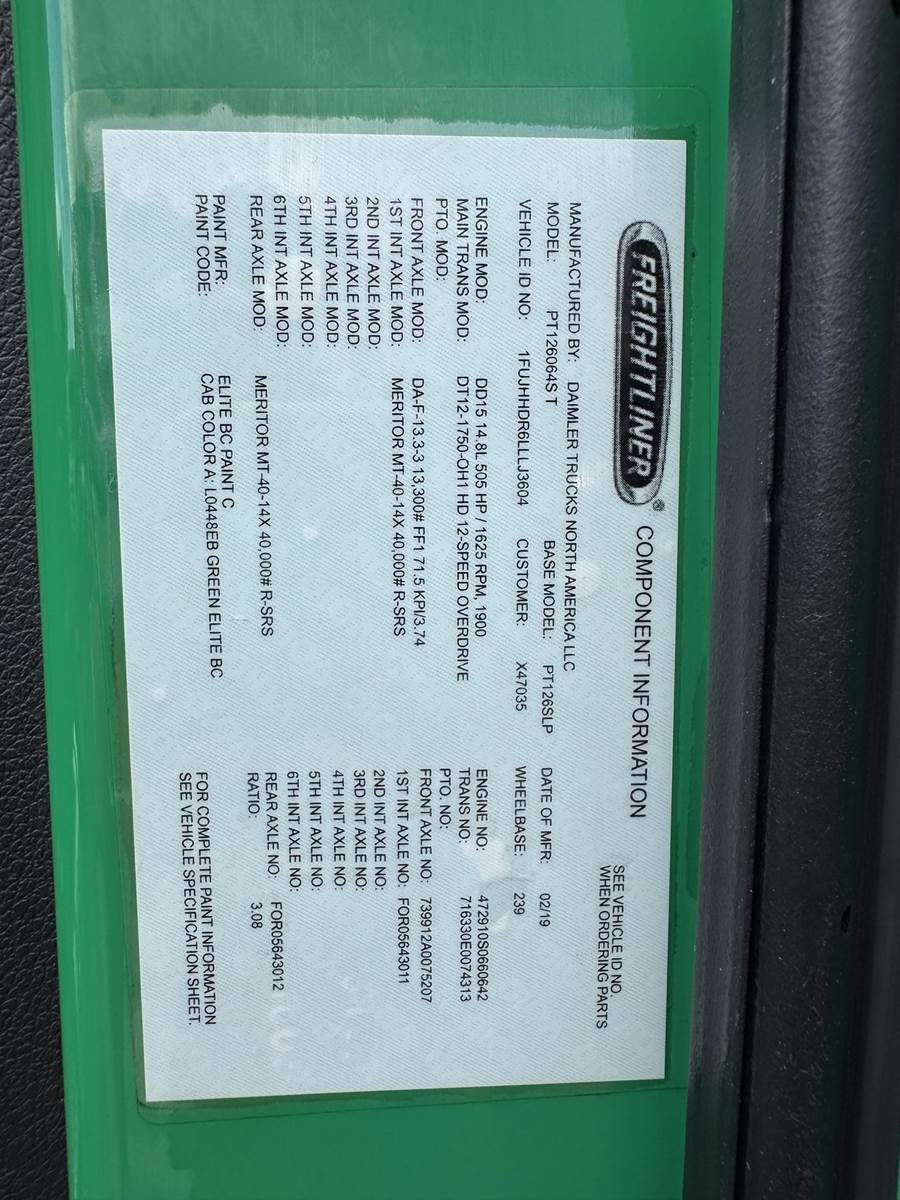 FREIGHTLINER® COMPONENT INFORMATION
SEE VEHICLE ID NO.
WHEN ORDERING PARTS
MANUFACTURED BY: DAIMLER TRUCKS NORTH AMERICA LLC
MODEL: PT126064S T BASE MODEL: PT126SLP DATE OF MFR: 02/19
VEHICLE ID NO: 1FUJHHDR6LLLJ3604 CUSTOMER: X47035 WHEELBASE: 239
ENGINE MOD: DD15 14.8L 505 HP / 1625 RPM, 1900 ENGINE NO: 472910S0660642
MAIN TRANS MOD: DT12-1750-OH1 HD 12-SPEED OVERDRIVE TRANS NO: 716330E0074313
PTO. MOD: PTO. NO:
FRONT AXLE MOD: DA-F-13.3-3 13,300# FF1 71.5 KPI/3.74 FRONT AXLE NO: 739912A0075207
1ST INT AXLE MOD: MERITOR MT-40-14X 40,000# R-SRS 1ST INT AXLE NO: FOR05643011
2ND INT AXLE MOD: 2ND INT AXLE NO:
3RD INT AXLE MOD: 3RD INT AXLE NO:
4TH INT AXLE MOD: 4TH INT AXLE NO:
5TH INT AXLE MOD: 5TH INT AXLE NO:
6TH INT AXLE MOD: 6TH INT AXLE NO:
REAR AXLE MOD: MERITOR MT-40-14X 40,000# R-SRS REAR AXLE NO: FOR05643012
RATIO: 3.08
PAINT MFR: ELITE BC PAINT C FOR COMPLETE PAINT INFORMATION
PAINT CODE: CAB COLOR A: L0448EB GREEN ELITE BC SEE VEHICLE SPECIFICATION SHEET.